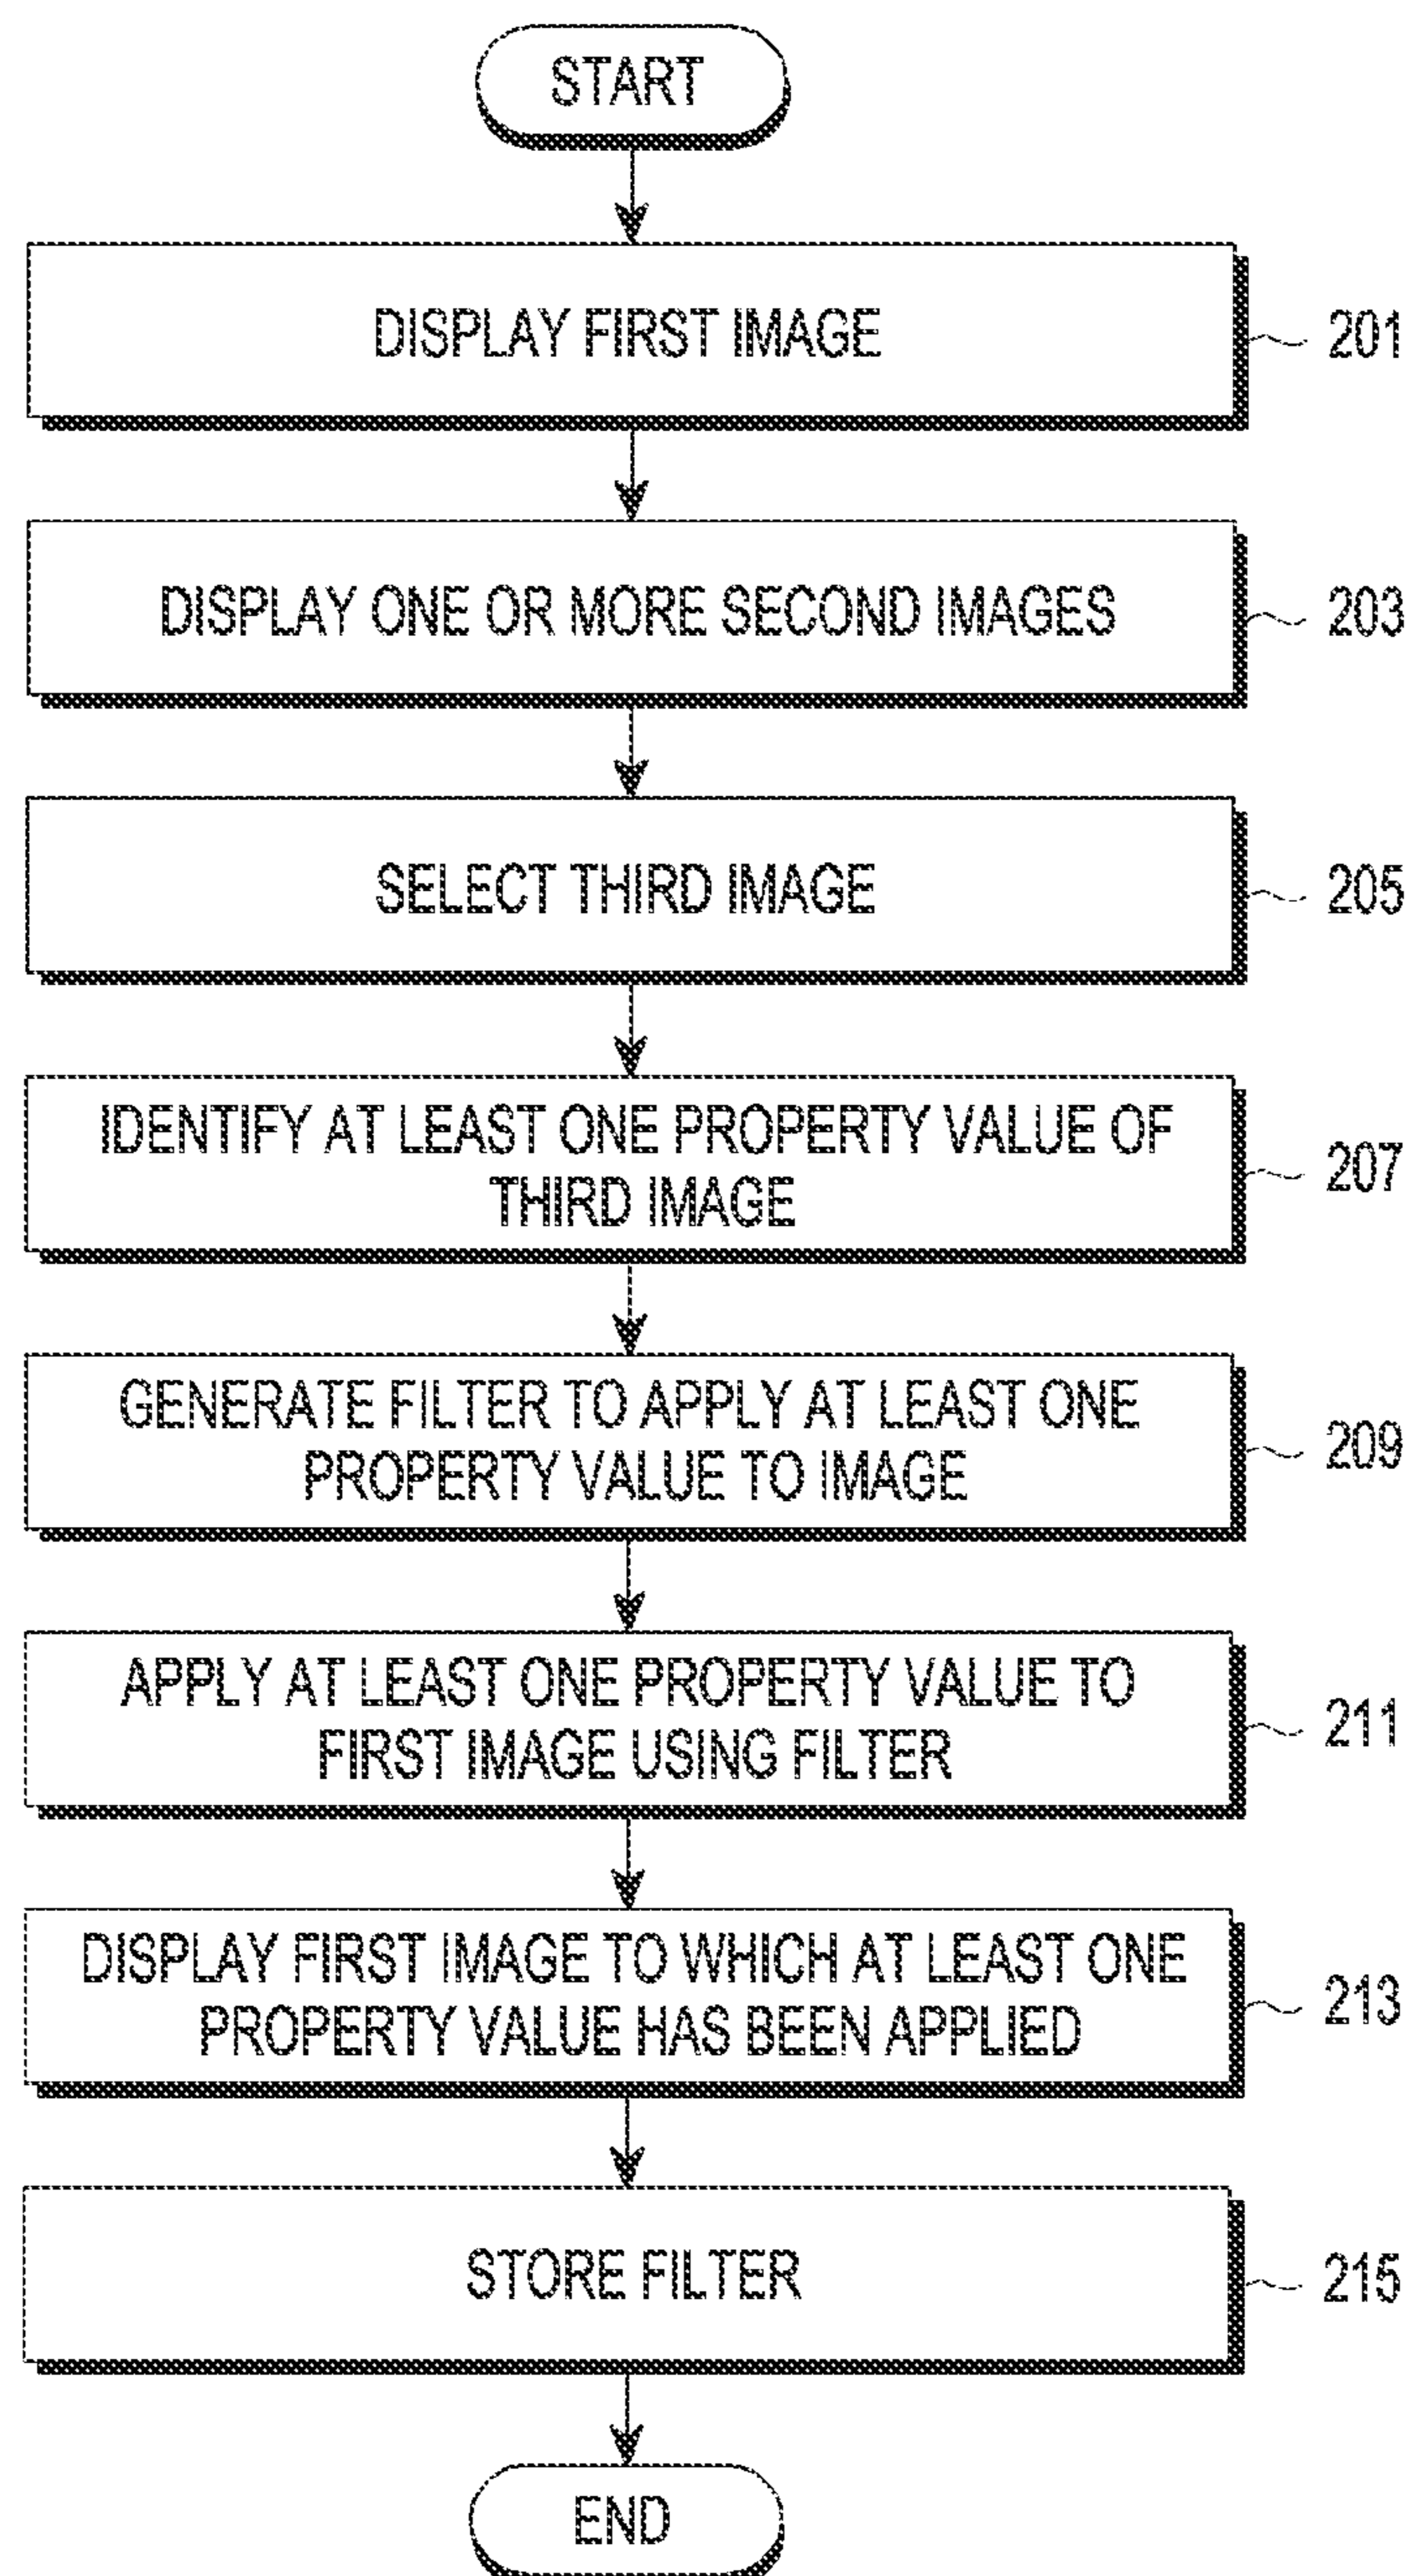 START
DISPLAY FIRST IMAGE
201
DISPLAY ONE OR MORE SECOND IMAGES
203
SELECT THIRD IMAGE
205
IDENTIFY AT LEAST ONE PROPERTY VALUE OF
THIRD IMAGE
207
GENERATE FILTER TO APPLY AT LEAST ONE
PROPERTY VALUE TO IMAGE
209
APPLY AT LEAST ONE PROPERTY VALUE TO
FIRST IMAGE USING FILTER
211
DISPLAY FIRST IMAGE TO WHICH AT LEAST ONE
PROPERTY VALUE HAS BEEN APPLIED
213
STORE FILTER
215
END